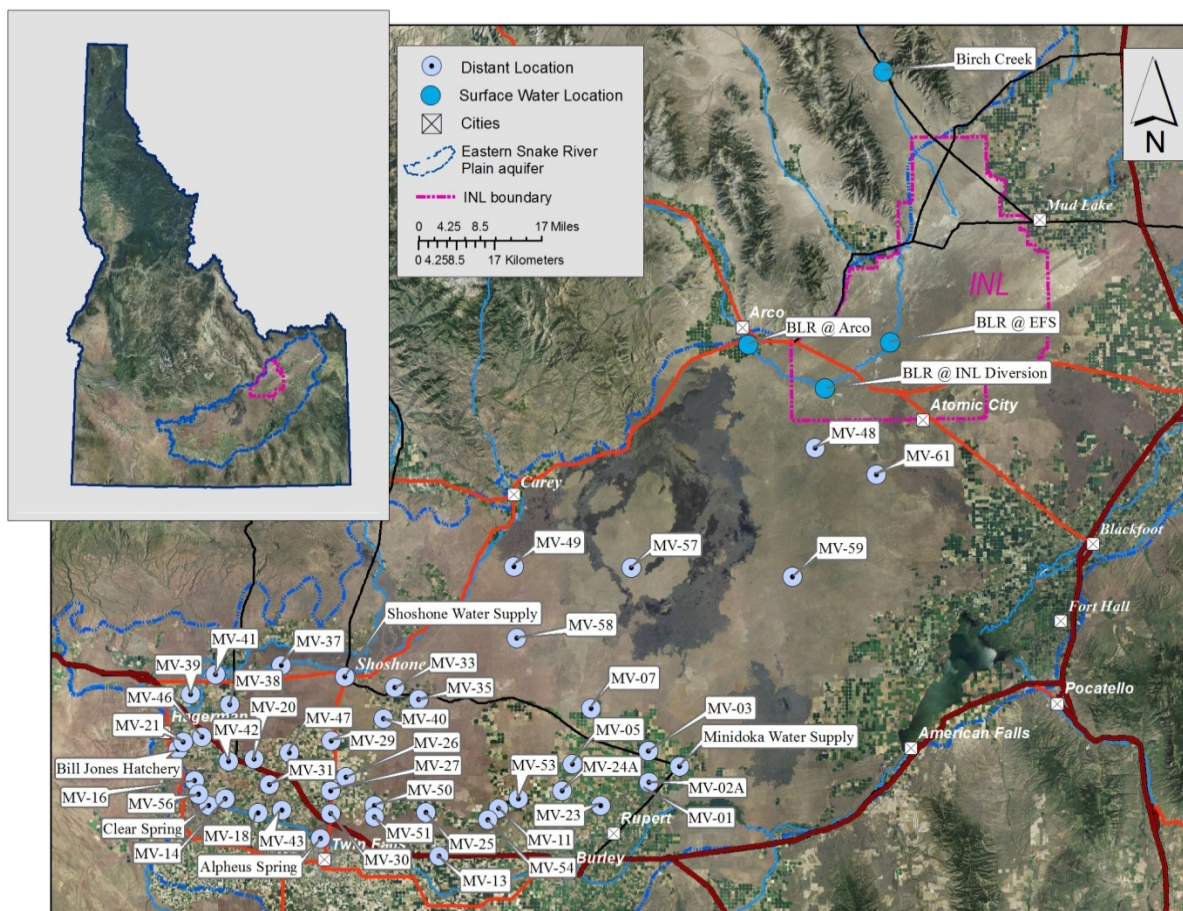 Distant Location
Surface Water Location
Cities
Eastern Snake River
Plain aquifer
INL boundary
0 4.25 8.5 17 Miles
0 4.258.5 17 Kilometers
N
Birch Creek
Mud Lake
INL
Arco
BLR @ Arco
BLR @ EFS
BLR @ INL Diversion
Atomic City
MV-48
MV-61
Carey
Blackfoot
MV-49
MV-57
MV-59
Fort Hall
Shoshone Water Supply
MV-58
MV-41
MV-37
MV-39
MV-38
Shoshone
MV-33
MV-46
MV-35
MV-07
Pocatello
Hagerman
MV-20
MV-47
MV-40
MV-03
MV-21
MV-42
MV-29
MV-05
American Falls
MV-26
Minidoka Water Supply
Bill Jones Hatchery
MV-31
MV-27
MV-53
MV-24A
MV-16
MV-50
MV-02A
MV-56
MV-23
MV-01
Clear Spring
MV-18
MV-51
MV-25
MV-11
Rupert
MV-14
MV-43
Twin Falls
MV-30
Burley
Alpheus Spring
MV-13
MV-54